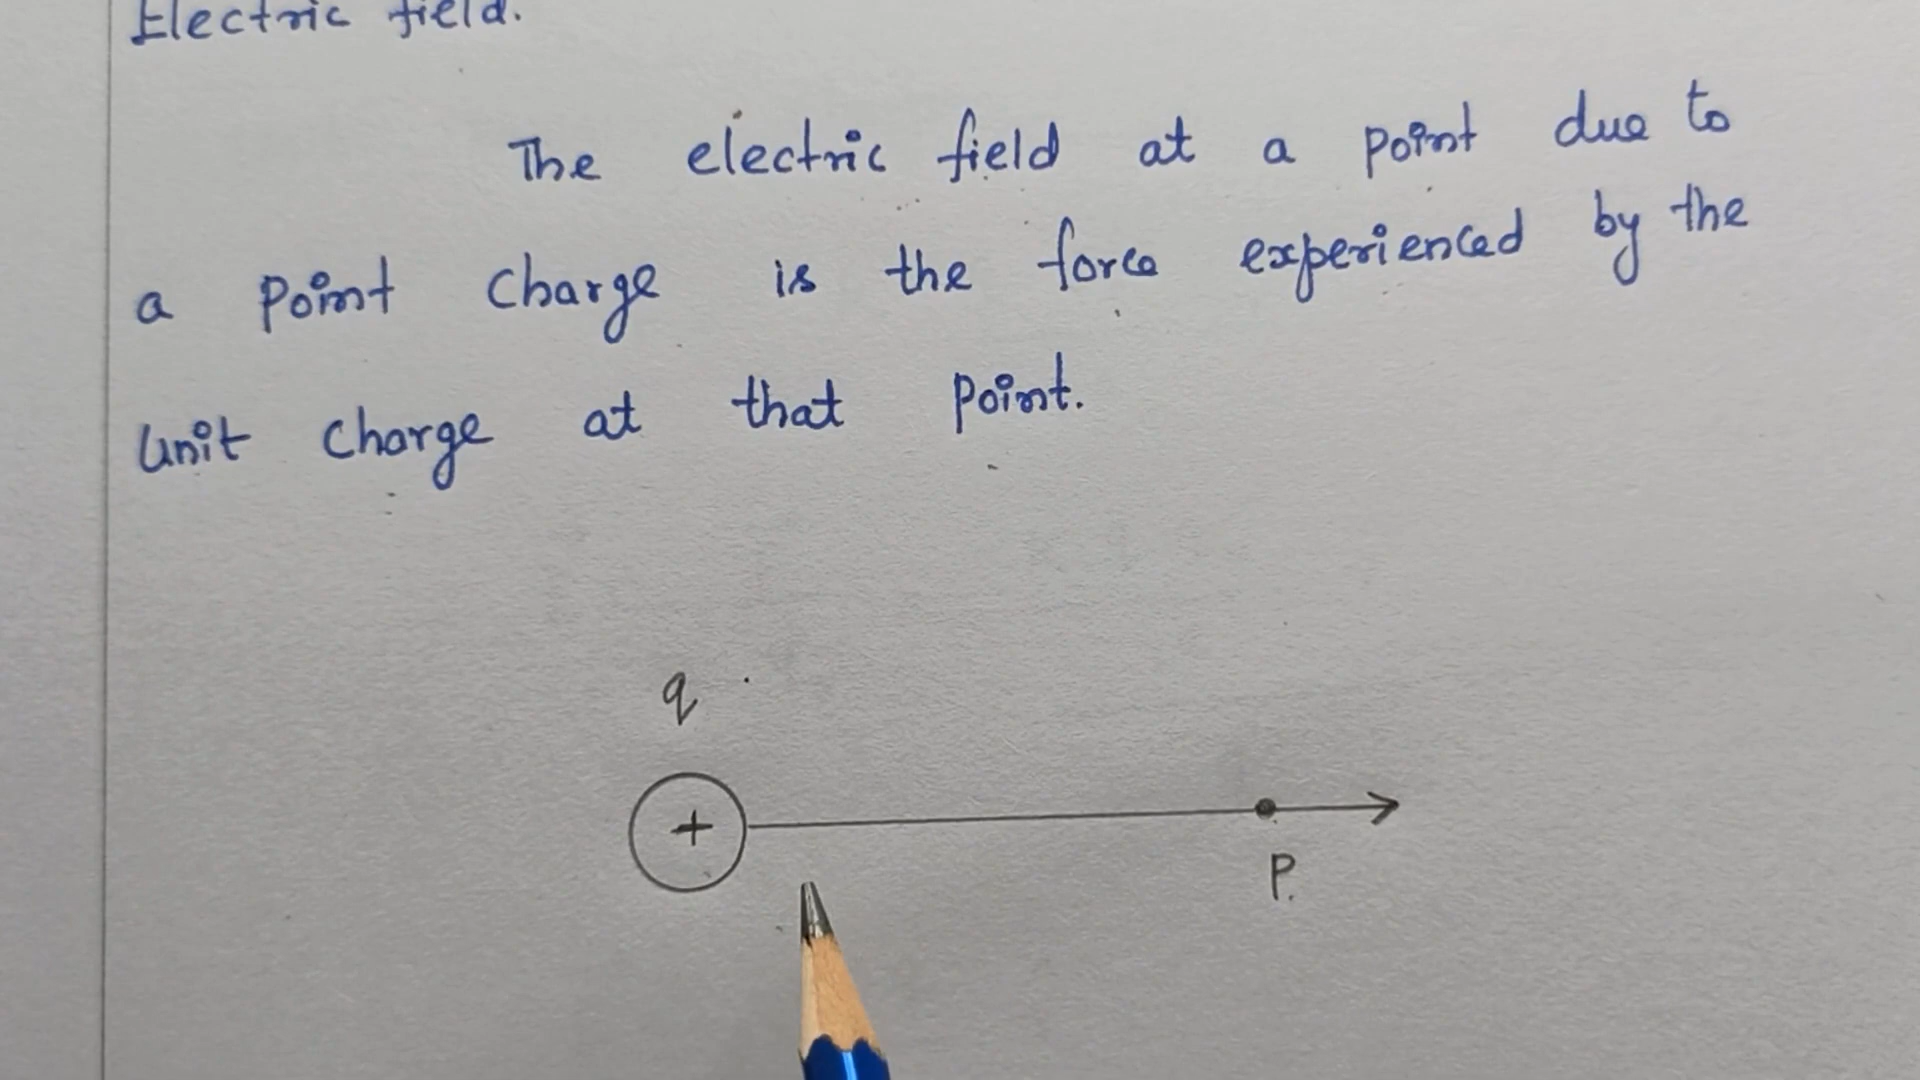 Electric field.
The electric field at a point due to
a point charge is the force experienced by the
unit charge at that point.
q
+
P.